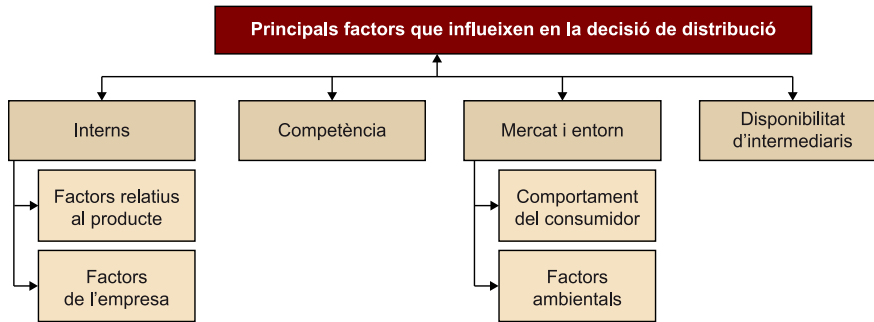 Principals factors que influeixen en la decisió de distribució
Interns
Competència
Mercat i entorn
Disponibilitat
d’intermediaris
Factors relatius
al producte
Comportament
del consumidor
Factors
de l’empresa
Factors
ambientals